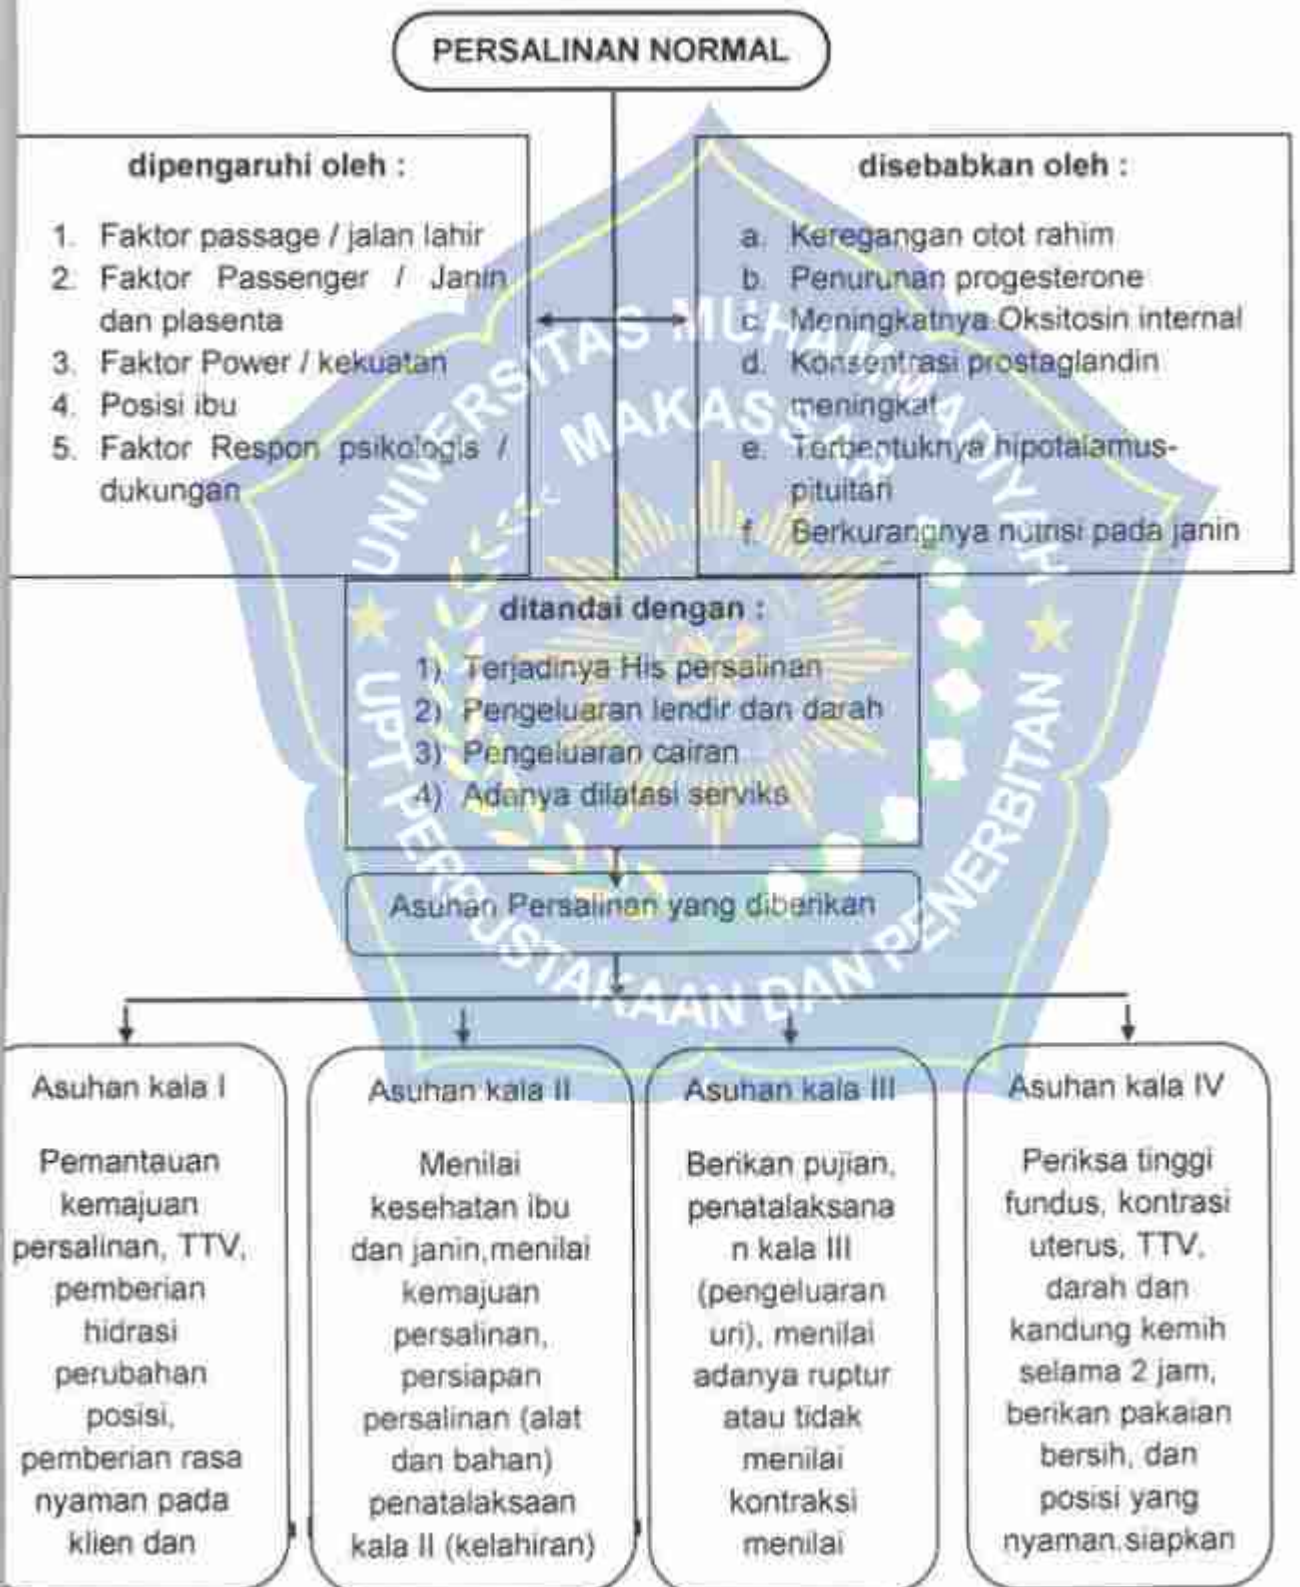 PERSALINAN NORMAL
dipengaruhi oleh :
1. Faktor passage / jalan lahir
2. Faktor Passenger / Janin
dan plasenta
3. Faktor Power / kekuatan
4. Posisi ibu
5. Faktor Respon psikologis /
dukungan
disebabkan oleh :
a. Keregangan otot rahim
b. Penurunan progesterone
c. Meningkatnya Oksitosin internal
d. Konsentrasi prostaglandin
meningkat
e. Terbentuknya hipotalamus-
pituitari
f. Berkurangnya nutrisi pada janin
UNIVERSITAS MUHAMMADIYAH
MAKASSAR
UPT PERPUSTAKAAN DAN PENERBITAN
ditandai dengan :
1) Terjadinya His persalinan
2) Pengeluaran lendir dan darah
3) Pengeluaran cairan
4) Adanya dilatasi serviks
Asuhan Persalinan yang diberikan
Asuhan kala I
Pemantauan
kemajuan
persalinan, TTV,
pemberian
hidrasi
perubahan
posisi,
pemberian rasa
nyaman pada
klien dan
Asuhan kala II
Menilai
kesehatan ibu
dan janin,menilai
kemajuan
persalinan,
persiapan
persalinan (alat
dan bahan)
penatalaksaan
kala II (kelahiran)
Asuhan kala III
Berikan pujian,
penatalaksana
n kala III
(pengeluaran
uri), menilai
adanya ruptur
atau tidak
menilai
kontraksi
menilai
Asuhan kala IV
Periksa tinggi
fundus, kontrasi
uterus, TTV,
darah dan
kandung kemih
selama 2 jam,
berikan pakaian
bersih, dan
posisi yang
nyaman,siapkan